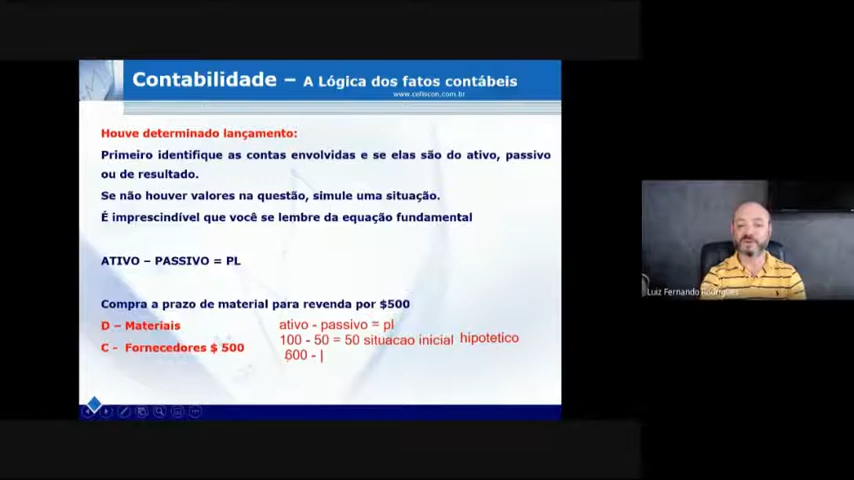 Contabilidade – A Lógica dos fatos contábeis
www.cefiscon.com.br
Houve determinado lançamento:
Primeiro identifique as contas envolvidas e se elas são do ativo, passivo
ou de resultado.
Se não houver valores na questão, simule uma situação.
É imprescindível que você se lembre da equação fundamental
ATIVO – PASSIVO = PL
Compra a prazo de material para revenda por $500
D – Materiais
C - Fornecedores $ 500
ativo - passivo = pl
100 - 50 = 50 situacao inicial hipotetico
600 -
Luiz Fernando Rodrigues